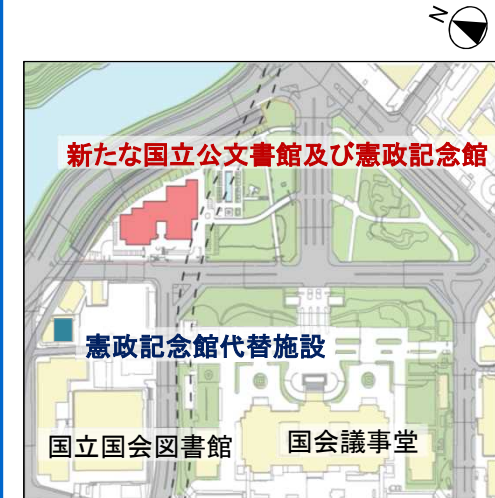 N
新たな国立公文書館及び憲政記念館
憲政記念館代替施設
国立国会図書館
国会議事堂